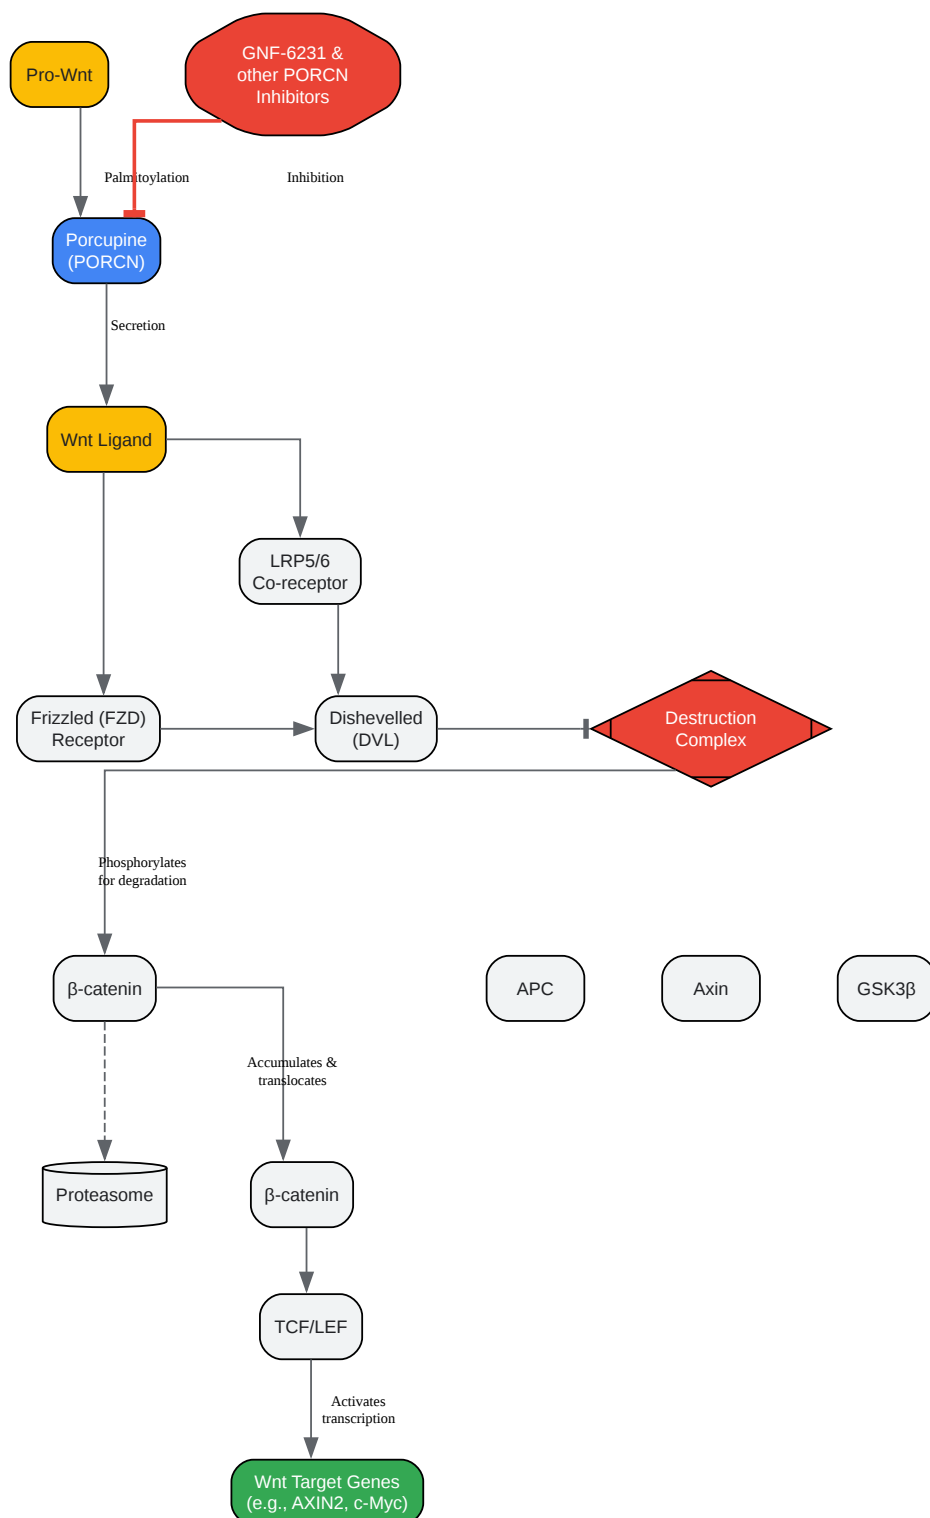 GNF-6231 &
other PORCN
Inhibitors
Pro-Wnt
Palmitoylation
Inhibition
Porcupine
(PORCN)
Secretion
Wnt Ligand
LRP5/6
Co-receptor
Frizzled (FZD)
Receptor
Dishevelled
(DVL)
Destruction
Complex
Phosphorylates
for degradation
β-catenin
APC
Axin
GSK3β
Accumulates &
translocates
Proteasome
β-catenin
TCF/LEF
Activates
transcription
Wnt Target Genes
(e.g., AXIN2, c-Myc)